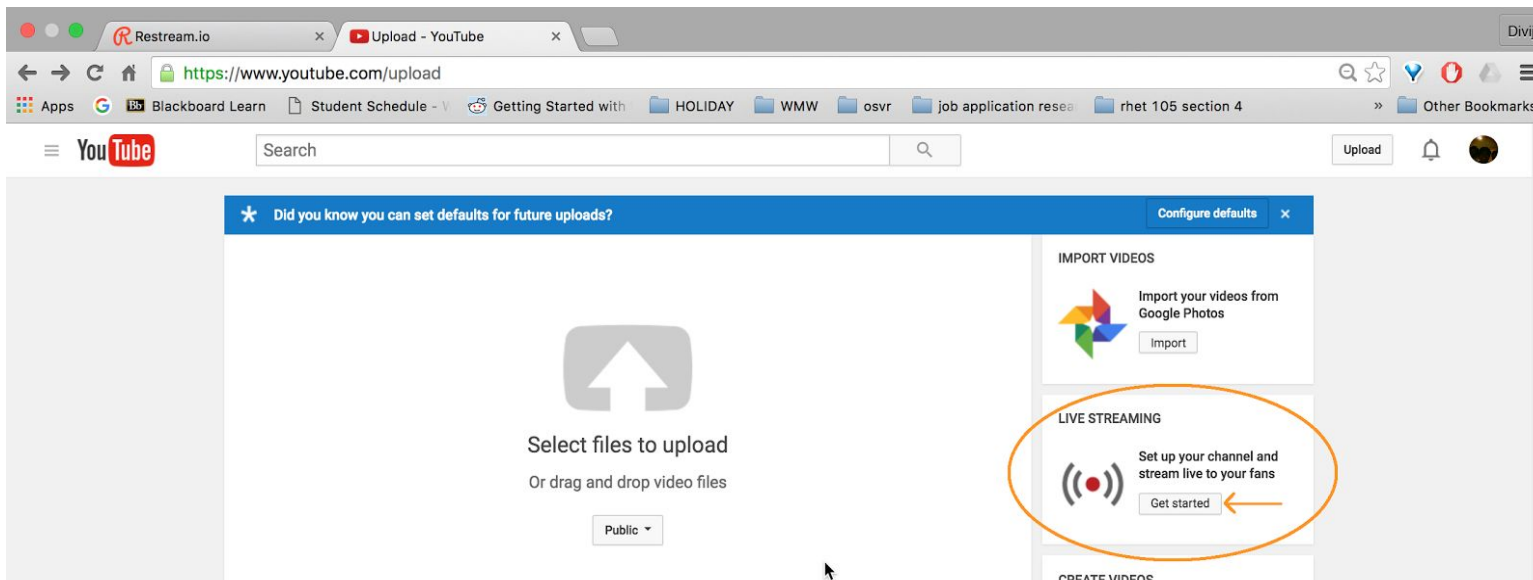 Restream.io × Upload - YouTube ×
Divij
https://www.youtube.com/upload
Apps G Bb Blackboard Learn Student Schedule - Getting Started with HOLIDAY WMW osvr job application resea rhet 105 section 4 » Other Bookmarks
YouTube Search Upload
Did you know you can set defaults for future uploads? Configure defaults ×
IMPORT VIDEOS
Import your videos from
Google Photos
Import
Select files to upload
Or drag and drop video files
Public
LIVE STREAMING
Set up your channel and
stream live to your fans
Get started
CREATE VIDEOS